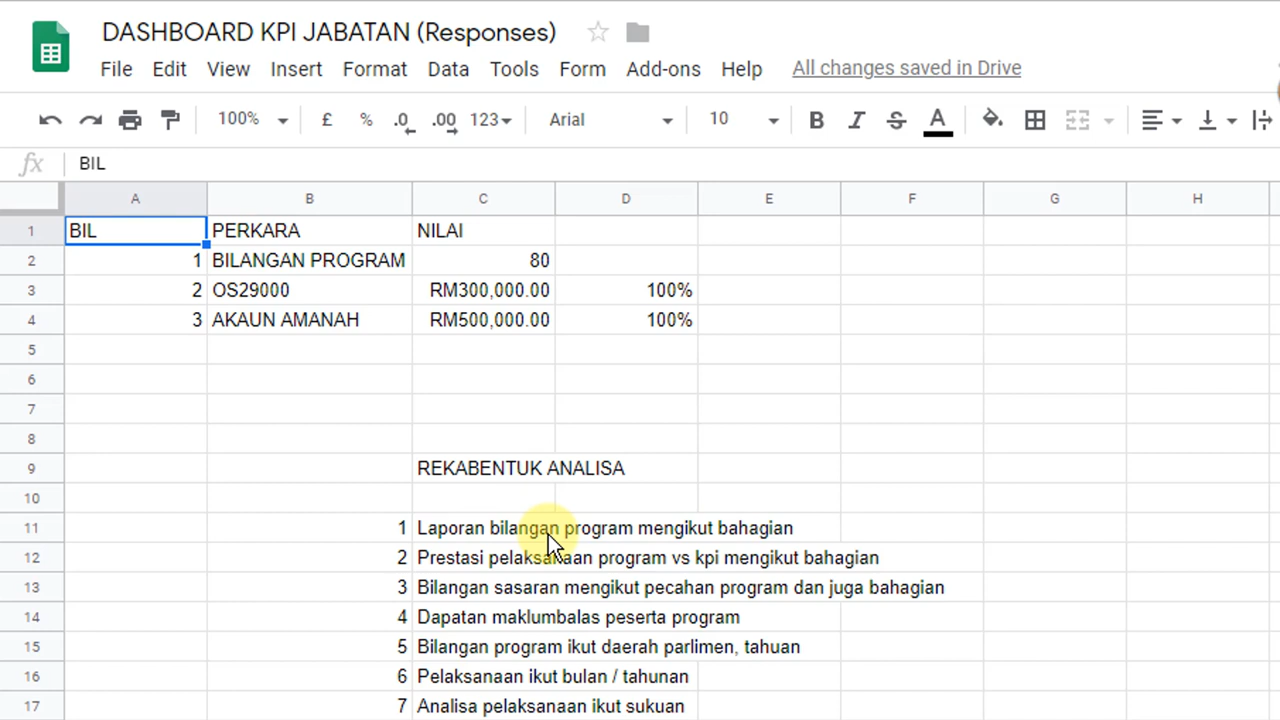 DASHBOARD KPI JABATAN (Responses)
File Edit View Insert Format Data Tools Form Add-ons Help All changes saved in Drive
100% £ % .0 .00 123 Arial 10 B I S A
fx BIL
A B C D E F G H
1 BIL PERKARA NILAI
2 1 BILANGAN PROGRAM 80
3 2 OS29000 RM300,000.00 100%
4 3 AKAUN AMANAH RM500,000.00 100%
5
6
7
8
9 REKABENTUK ANALISA
10
11 1 Laporan bilangan program mengikut bahagian
12 2 Prestasi pelaksanaan program vs kpi mengikut bahagian
13 3 Bilangan sasaran mengikut pecahan program dan juga bahagian
14 4 Dapatan maklumbalas peserta program
15 5 Bilangan program ikut daerah parlimen, tahuan
16 6 Pelaksanaan ikut bulan / tahunan
17 7 Analisa pelaksanaan ikut sukuan